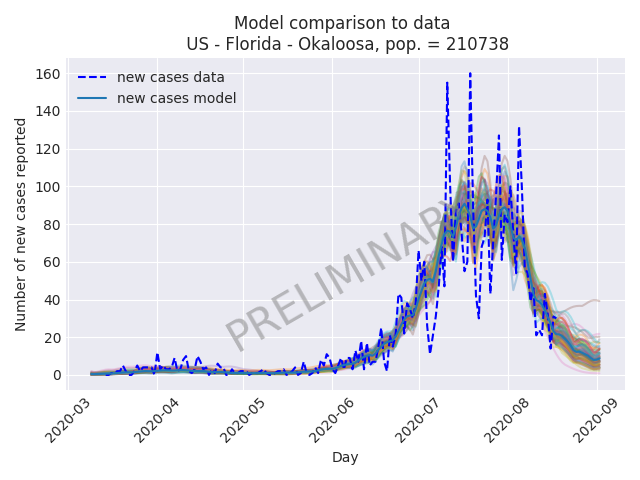 Model comparison to data
US - Florida - Okaloosa, pop. = 210738
new cases data
new cases model
PRELIMINARY
Number of new cases reported
160
140
120
100
80
60
40
20
0
2020-03
2020-04
2020-05
2020-06
2020-07
2020-08
2020-09
Day